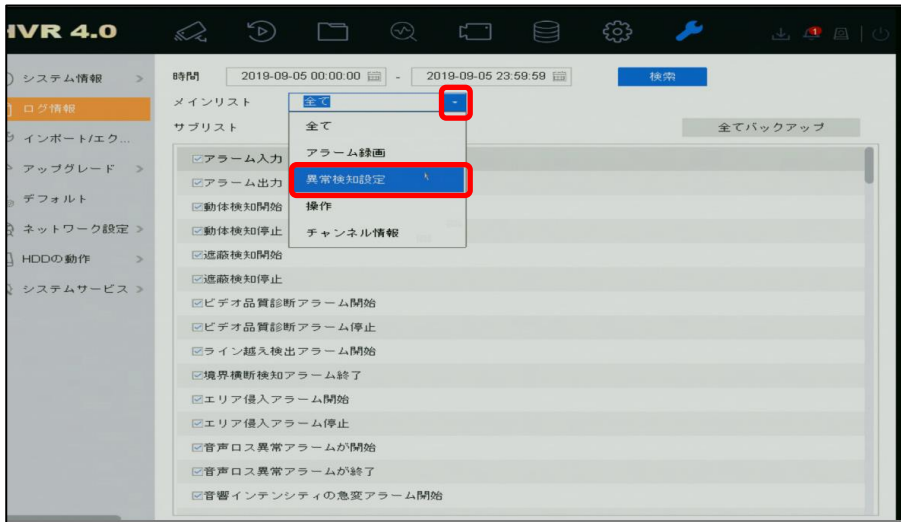 HVR 4.0
システム情報 >
ログ情報
インポート/エク...
アップグレード >
デフォルト
ネットワーク設定 >
HDDの動作 >
システムサービス >
時間 2019-09-05 00:00:00 - 2019-09-05 23:59:59 検索
メインリスト 全て
サブリスト
全てバックアップ
全て
アラーム録画
異常検知設定
操作
チャンネル情報
アラーム入力
アラーム出力
動体検知開始
動体検知停止
遮蔽検知開始
遮蔽検知停止
ビデオ品質診断アラーム開始
ビデオ品質診断アラーム停止
ライン越え検出アラーム開始
境界横断検知アラーム終了
エリア侵入アラーム開始
エリア侵入アラーム停止
音声ロス異常アラームが開始
音声ロス異常アラームが終了
音響インテンシティの急変アラーム開始